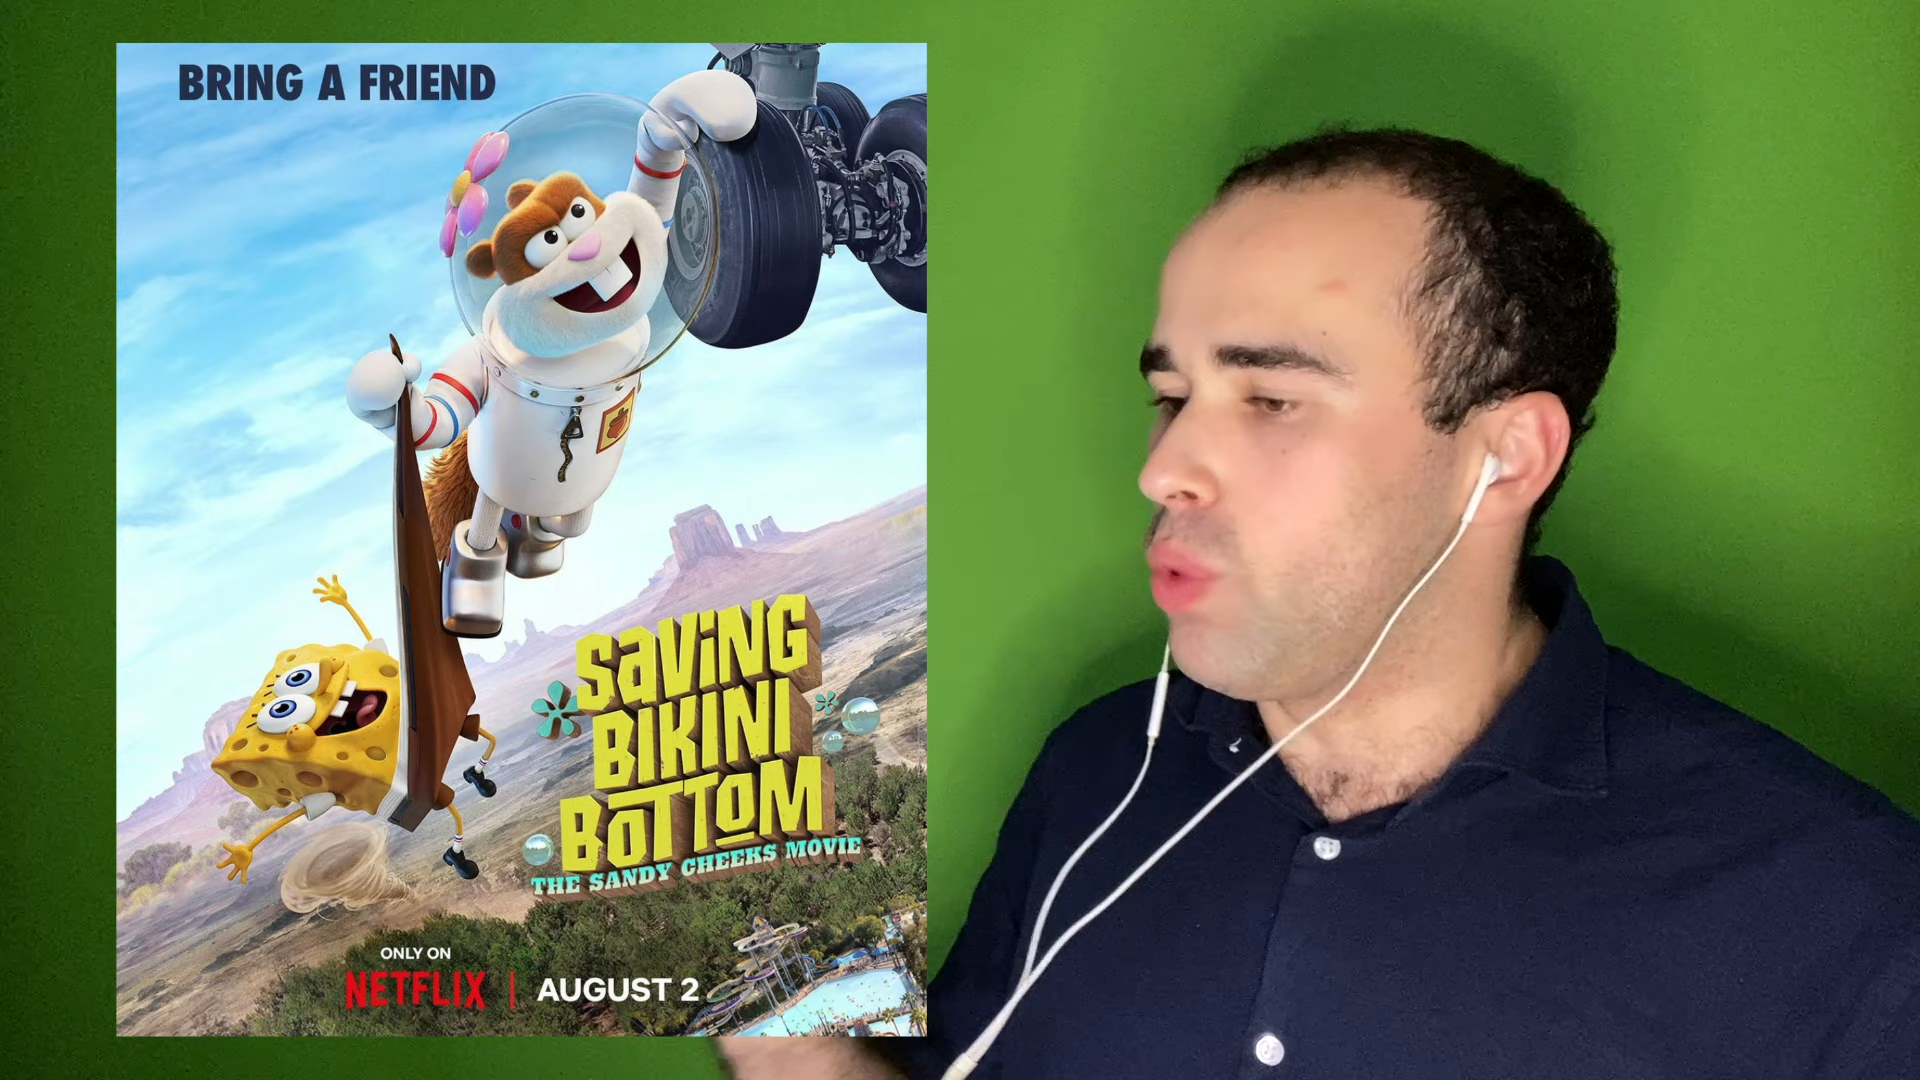 BRING A FRIEND
SAViNG
BIKINI
BOTTOM
THE SANDY CHEEKS MOVIE
ONLY ON
NETFLIX | AUGUST 2